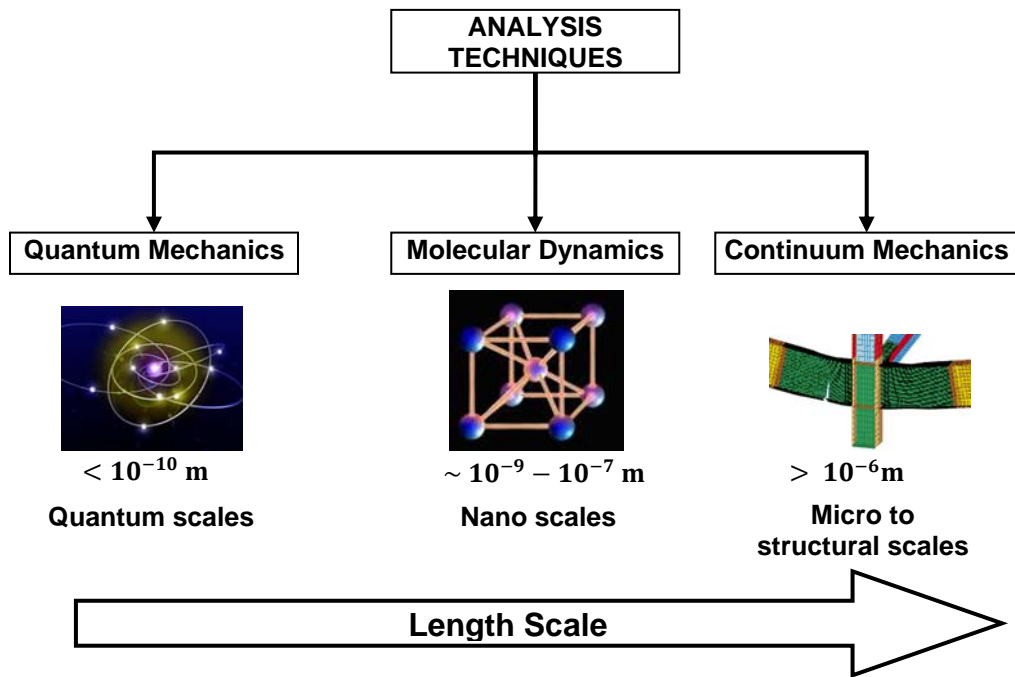 ANALYSIS
TECHNIQUES
Quantum Mechanics
Molecular Dynamics
Continuum Mechanics
< 10⁻¹⁰ m
~ 10⁻⁹ − 10⁻⁷ m
> 10⁻⁶m
Quantum scales
Nano scales
Micro to
structural scales
Length Scale